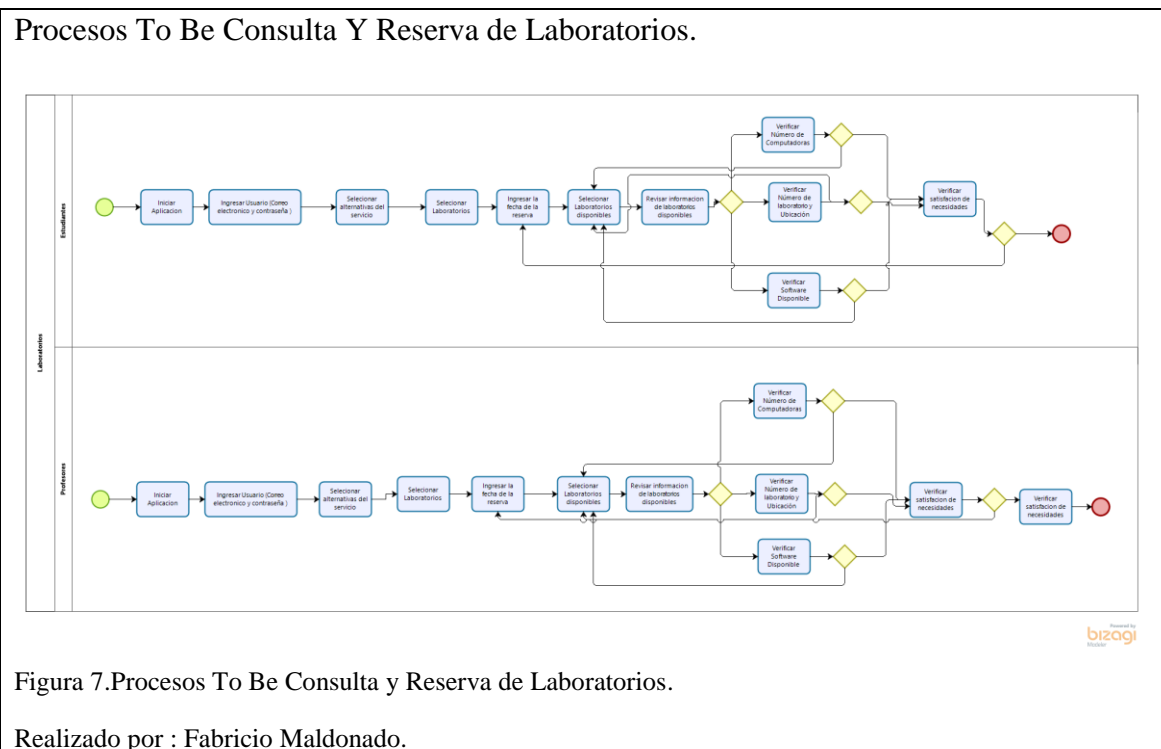 Procesos To Be Consulta Y Reserva de Laboratorios.
Laboratorios
Estudiantes
Iniciar
Aplicacion
Ingresar Usuario (Correo
electronico y contraseña )
Selecionar
alternativas del
servicio
Selecionar
Laboratorios
Ingresar la
fecha de la
reserva
Selecionar
Laboratorios
disponibles
Revisar informacion
de laboratorios
disponibles
Verificar
Número de
Computadoras
Verificar
Número de
laboratorio y
Ubicación
Verificar
Software
Disponible
Verificar
satisfacion de
necesidades
Profesores
Iniciar
Aplicacion
Ingresar Usuario (Correo
electronico y contraseña )
Selecionar
alternativas del
servicio
Selecionar
Laboratorios
Ingresar la
fecha de la
reserva
Selecionar
Laboratorios
disponibles
Revisar informacion
de laboratorios
disponibles
Verificar
Número de
Computadoras
Verificar
Número de
laboratorio y
Ubicación
Verificar
Software
Disponible
Verificar
satisfacion de
necesidades
Verificar
satisfacion de
necesidades
Powered by
bizagi
Modeler
Figura 7.Procesos To Be Consulta y Reserva de Laboratorios.
Realizado por : Fabricio Maldonado.